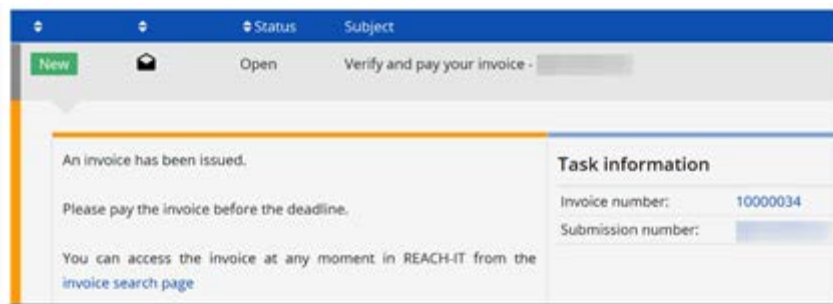 Status Subject
New Open Verify and pay your invoice -
An invoice has been issued.
Please pay the invoice before the deadline.
You can access the invoice at any moment in REACH-IT from the
invoice search page
Task information
Invoice number: 10000034
Submission number: